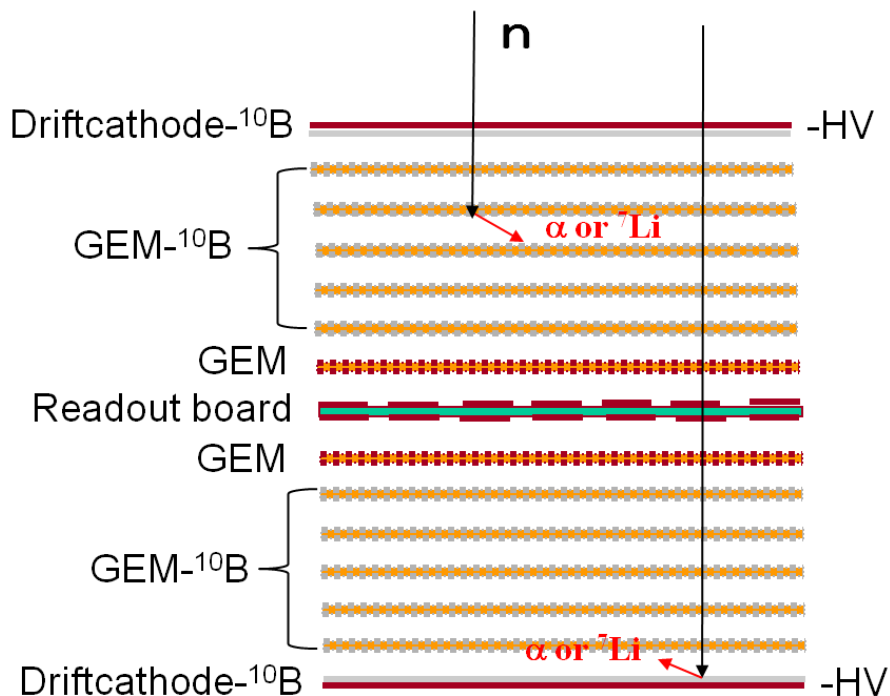 n
Driftcathode-¹⁰B -HV
GEM-¹⁰B
α or ⁷Li
GEM
Readout board
GEM
GEM-¹⁰B
α or ⁷Li
Driftcathode-¹⁰B -HV